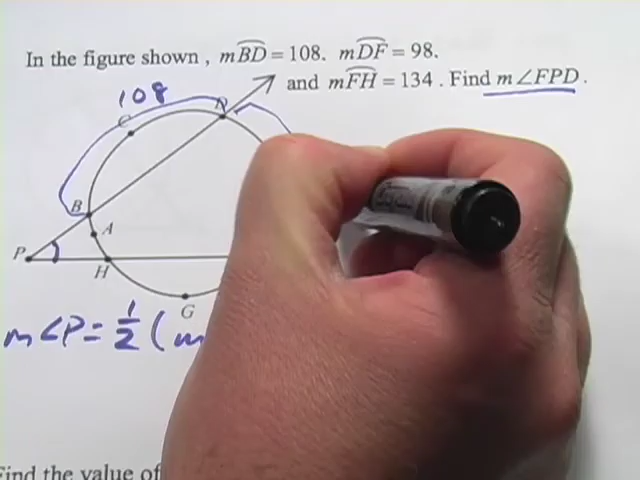 In the figure shown , mBD = 108. mDF = 98.
and mFH = 134 . Find m∠FPD .
108
C
D
B
A
P
H
G
m∠P = 1/2 ( m
Find the value of